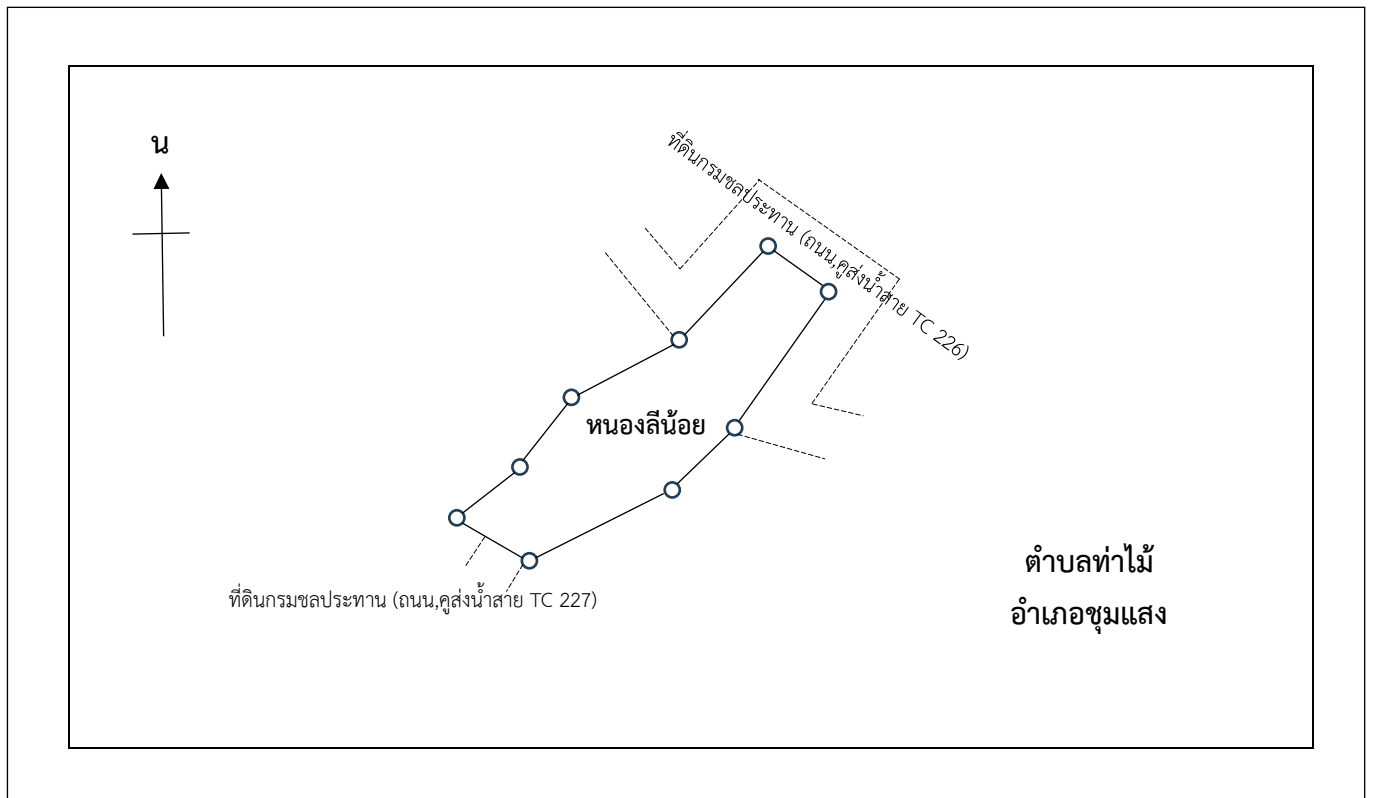 น
ที่ดินกรมชลประทาน (ถนน,คูส่งน้ำสาย TC 226)
หนองลีน้อย
ตำบลท่าไม้
อำเภอชุมแสง
ที่ดินกรมชลประทาน (ถนน,คูส่งน้ำสาย TC 227)